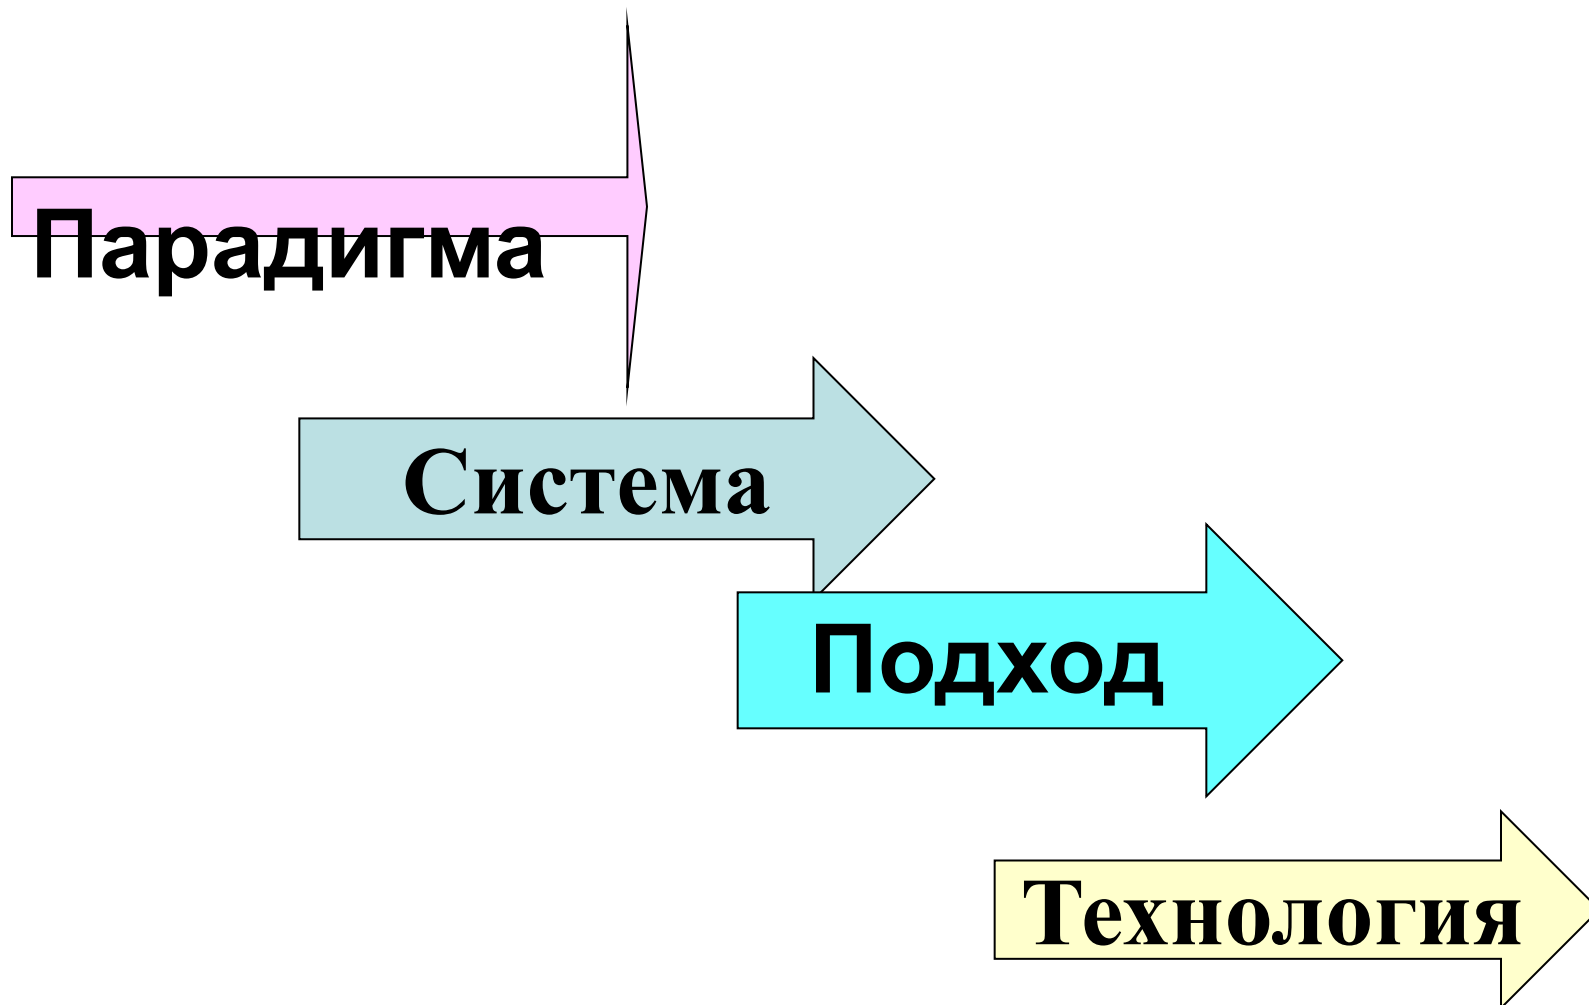 Парадигма
Система
Подход
Технология